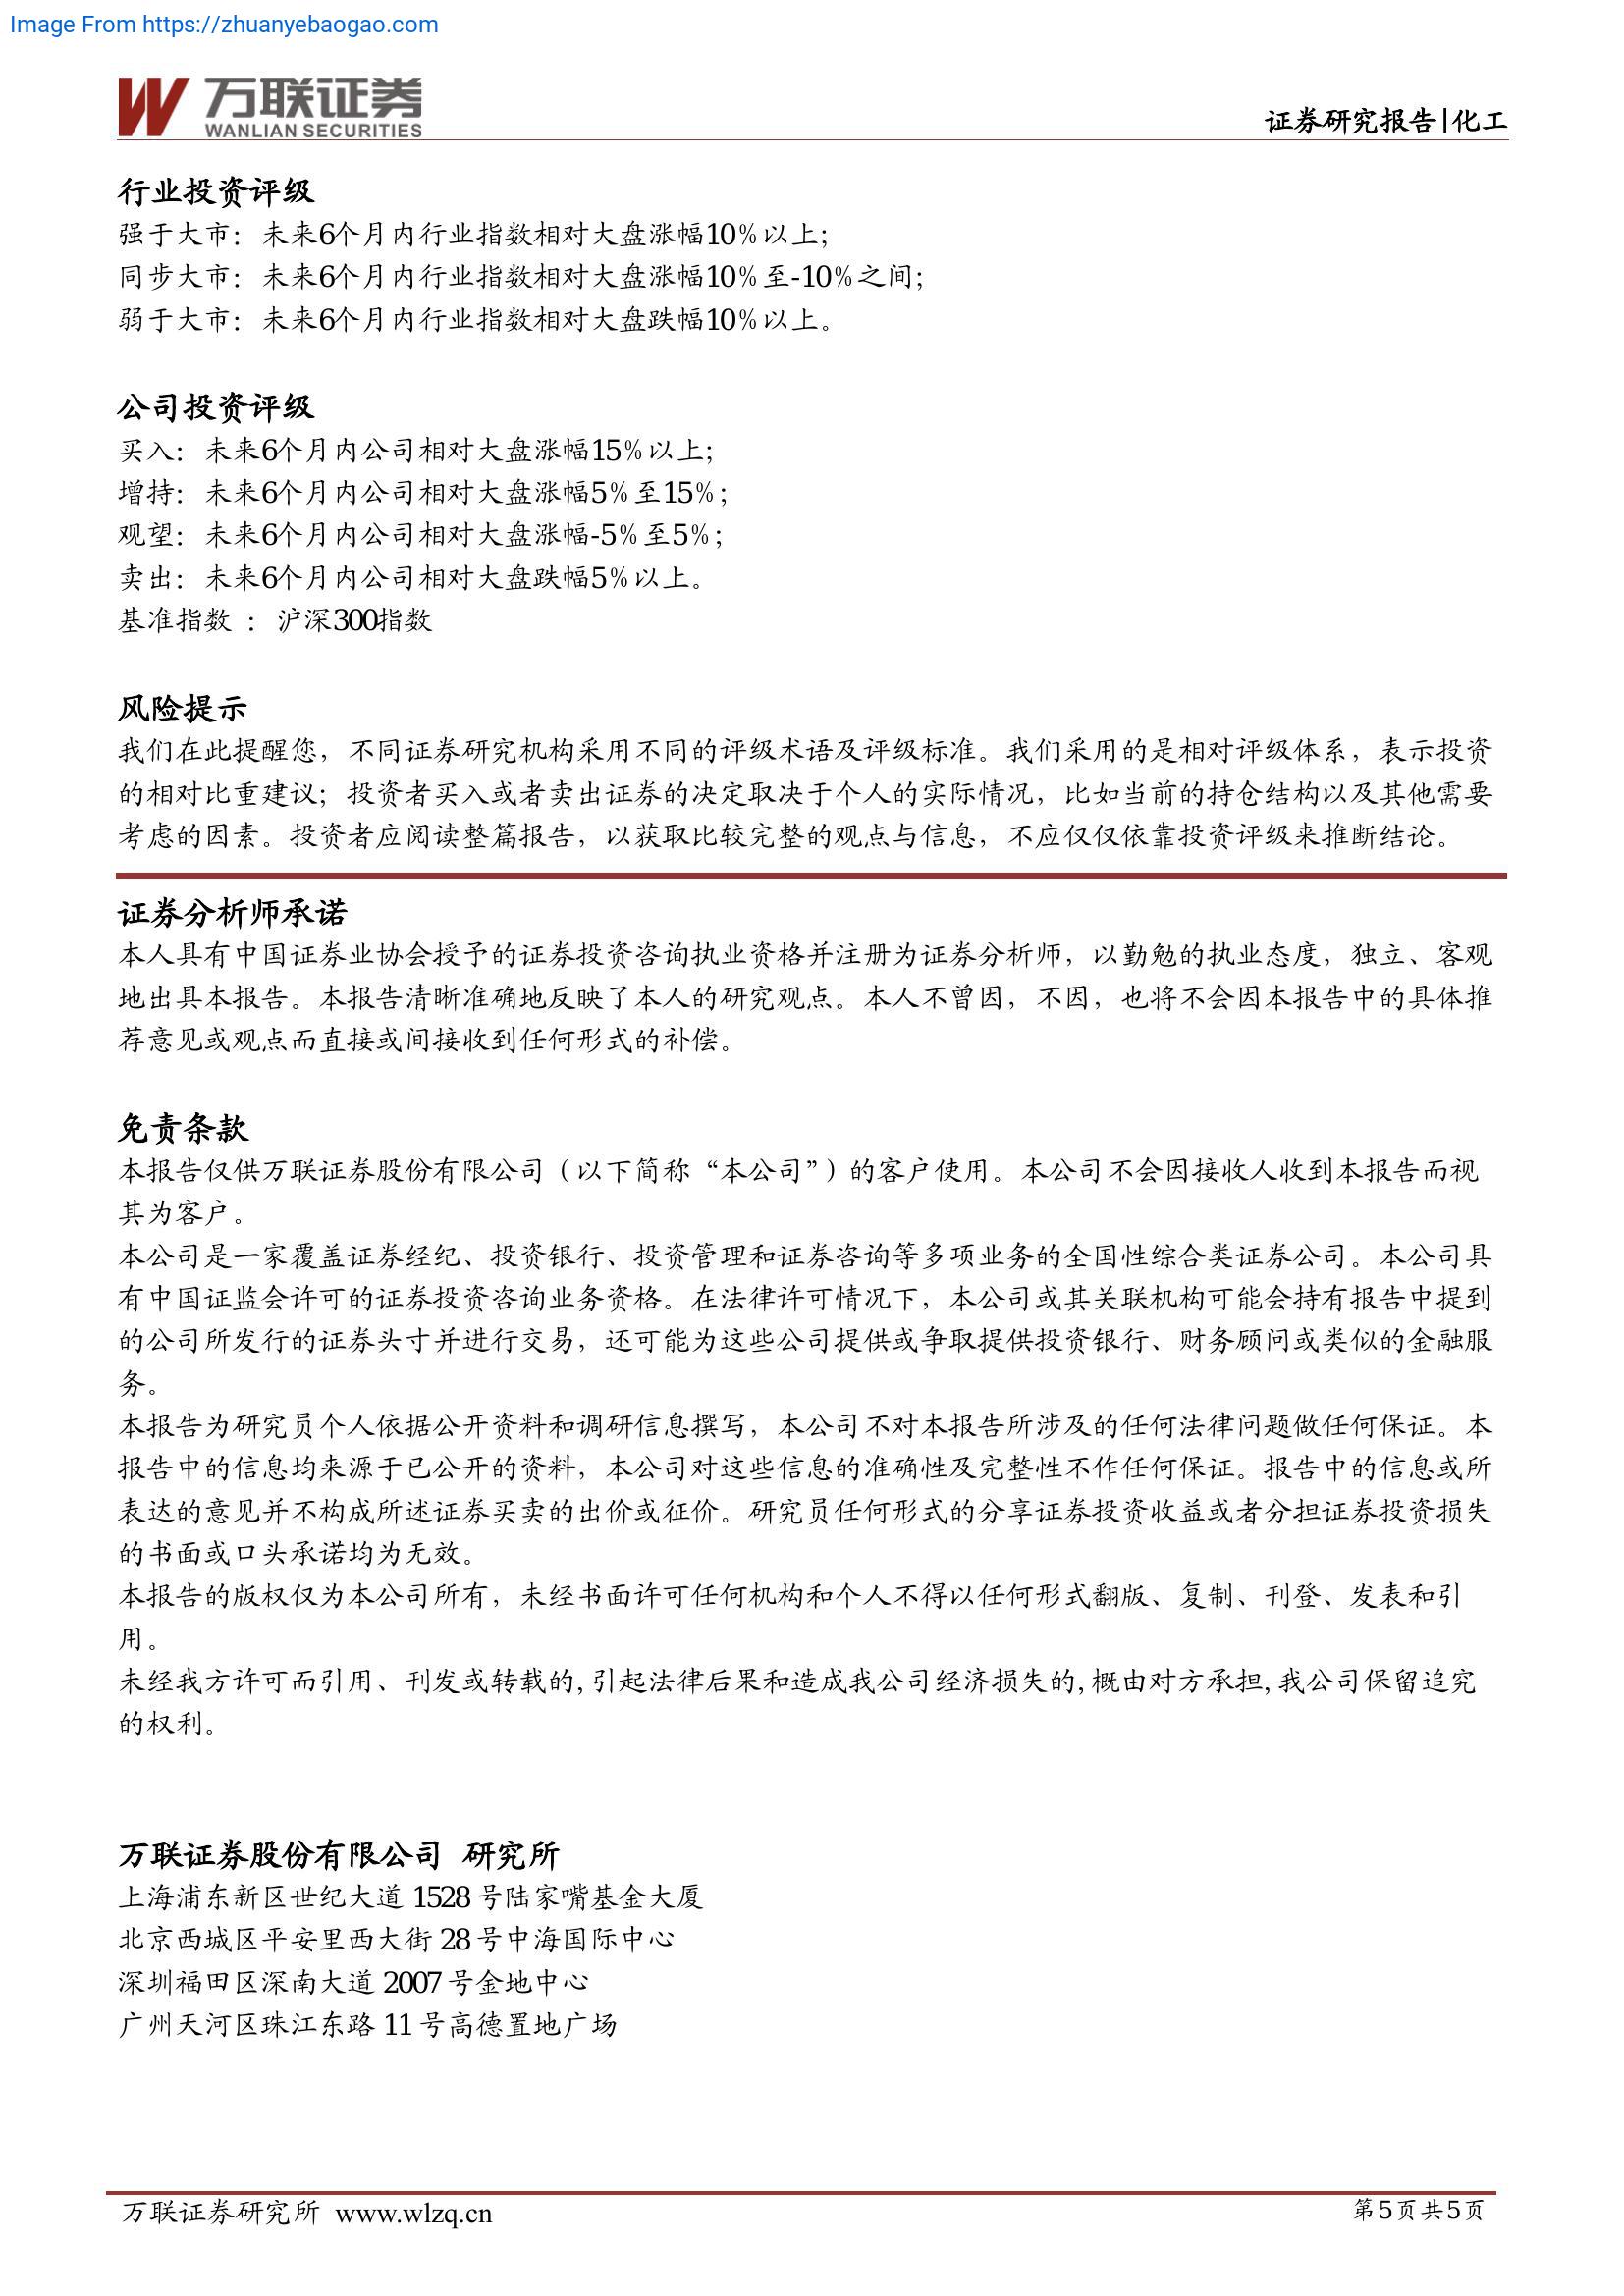 Image From https://zhuanyebaogao.com
万联证券
WANLIAN SECURITIES
证券研究报告|化工
行业投资评级
强于大市：未来6个月内行业指数相对大盘涨幅10%以上；
同步大市：未来6个月内行业指数相对大盘涨幅10%至-10%之间；
弱于大市：未来6个月内行业指数相对大盘跌幅10%以上。
公司投资评级
买入：未来6个月内公司相对大盘涨幅15%以上；
增持：未来6个月内公司相对大盘涨幅5%至15%；
观望：未来6个月内公司相对大盘涨幅-5%至5%；
卖出：未来6个月内公司相对大盘跌幅5%以上。
基准指数 ： 沪深300指数
风险提示
我们在此提醒您，不同证券研究机构采用不同的评级术语及评级标准。我们采用的是相对评级体系，表示投资
的相对比重建议；投资者买入或者卖出证券的决定取决于个人的实际情况，比如当前的持仓结构以及其他需要
考虑的因素。投资者应阅读整篇报告，以获取比较完整的观点与信息，不应仅仅依靠投资评级来推断结论。
证券分析师承诺
本人具有中国证券业协会授予的证券投资咨询执业资格并注册为证券分析师，以勤勉的执业态度，独立、客观
地出具本报告。本报告清晰准确地反映了本人的研究观点。本人不曾因，不因，也将不会因本报告中的具体推
荐意见或观点而直接或间接收到任何形式的补偿。
免责条款
本报告仅供万联证券股份有限公司（以下简称“本公司”）的客户使用。本公司不会因接收人收到本报告而视
其为客户。
本公司是一家覆盖证券经纪、投资银行、投资管理和证券咨询等多项业务的全国性综合类证券公司。本公司具
有中国证监会许可的证券投资咨询业务资格。在法律许可情况下，本公司或其关联机构可能会持有报告中提到
的公司所发行的证券头寸并进行交易，还可能为这些公司提供或争取提供投资银行、财务顾问或类似的金融服
务。
本报告为研究员个人依据公开资料和调研信息撰写，本公司不对本报告所涉及的任何法律问题做任何保证。本
报告中的信息均来源于已公开的资料，本公司对这些信息的准确性及完整性不作任何保证。报告中的信息或所
表达的意见并不构成所述证券买卖的出价或征价。研究员任何形式的分享证券投资收益或者分担证券投资损失
的书面或口头承诺均为无效。
本报告的版权仅为本公司所有，未经书面许可任何机构和个人不得以任何形式翻版、复制、刊登、发表和引
用。
未经我方许可而引用、刊发或转载的,引起法律后果和造成我公司经济损失的,概由对方承担,我公司保留追究
的权利。
万联证券股份有限公司 研究所
上海浦东新区世纪大道 1528 号陆家嘴基金大厦
北京西城区平安里西大街 28 号中海国际中心
深圳福田区深南大道 2007 号金地中心
广州天河区珠江东路 11 号高德置地广场
万联证券研究所 www.wlzq.cn
第5页共5页